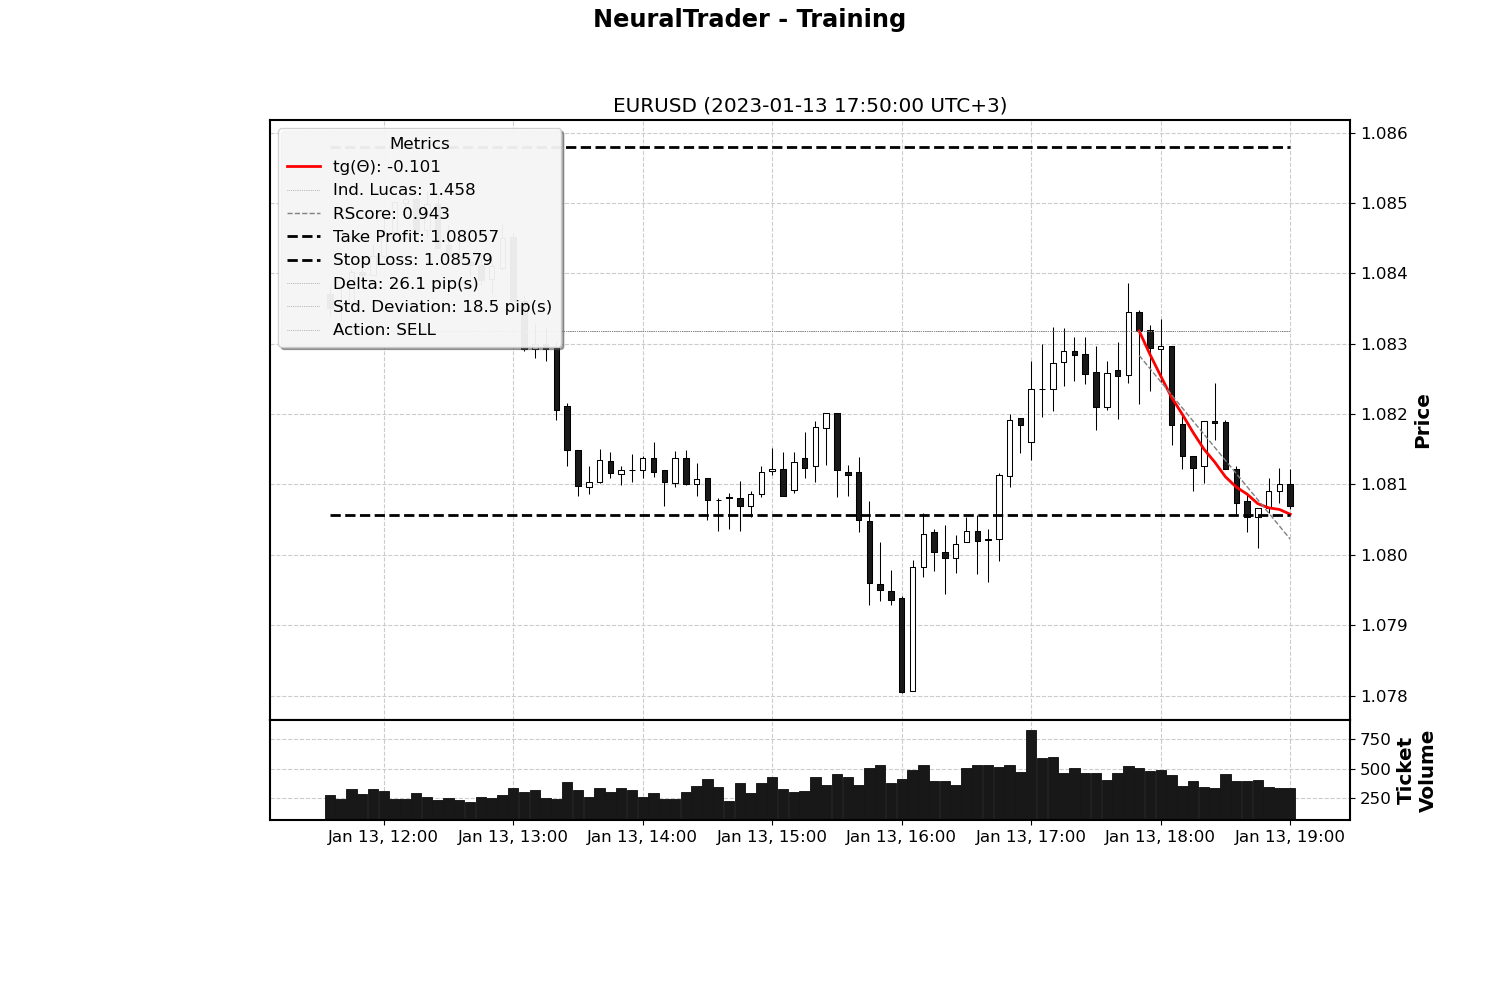 NeuralTrader - Training
EURUSD (2023-01-13 17:50:00 UTC+3)
Metrics
tg(Θ): -0.101
Ind. Lucas: 1.458
RScore: 0.943
Take Profit: 1.08057
Stop Loss: 1.08579
Delta: 26.1 pip(s)
Std. Deviation: 18.5 pip(s)
Action: SELL
1.086
1.085
1.084
1.083
1.082
1.081
1.080
1.079
1.078
Price
750
500
250
Ticket
Volume
Jan 13, 12:00
Jan 13, 13:00
Jan 13, 14:00
Jan 13, 15:00
Jan 13, 16:00
Jan 13, 17:00
Jan 13, 18:00
Jan 13, 19:00